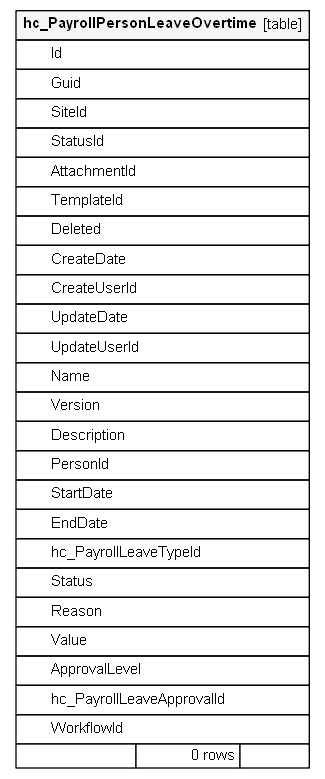 hc_PayrollPersonLeaveOvertime [table]
Id
Guid
SiteId
StatusId
AttachmentId
TemplateId
Deleted
CreateDate
CreateUserId
UpdateDate
UpdateUserId
Name
Version
Description
PersonId
StartDate
EndDate
hc_PayrollLeaveTypeId
Status
Reason
Value
ApprovalLevel
hc_PayrollLeaveApprovalId
WorkflowId
0 rows